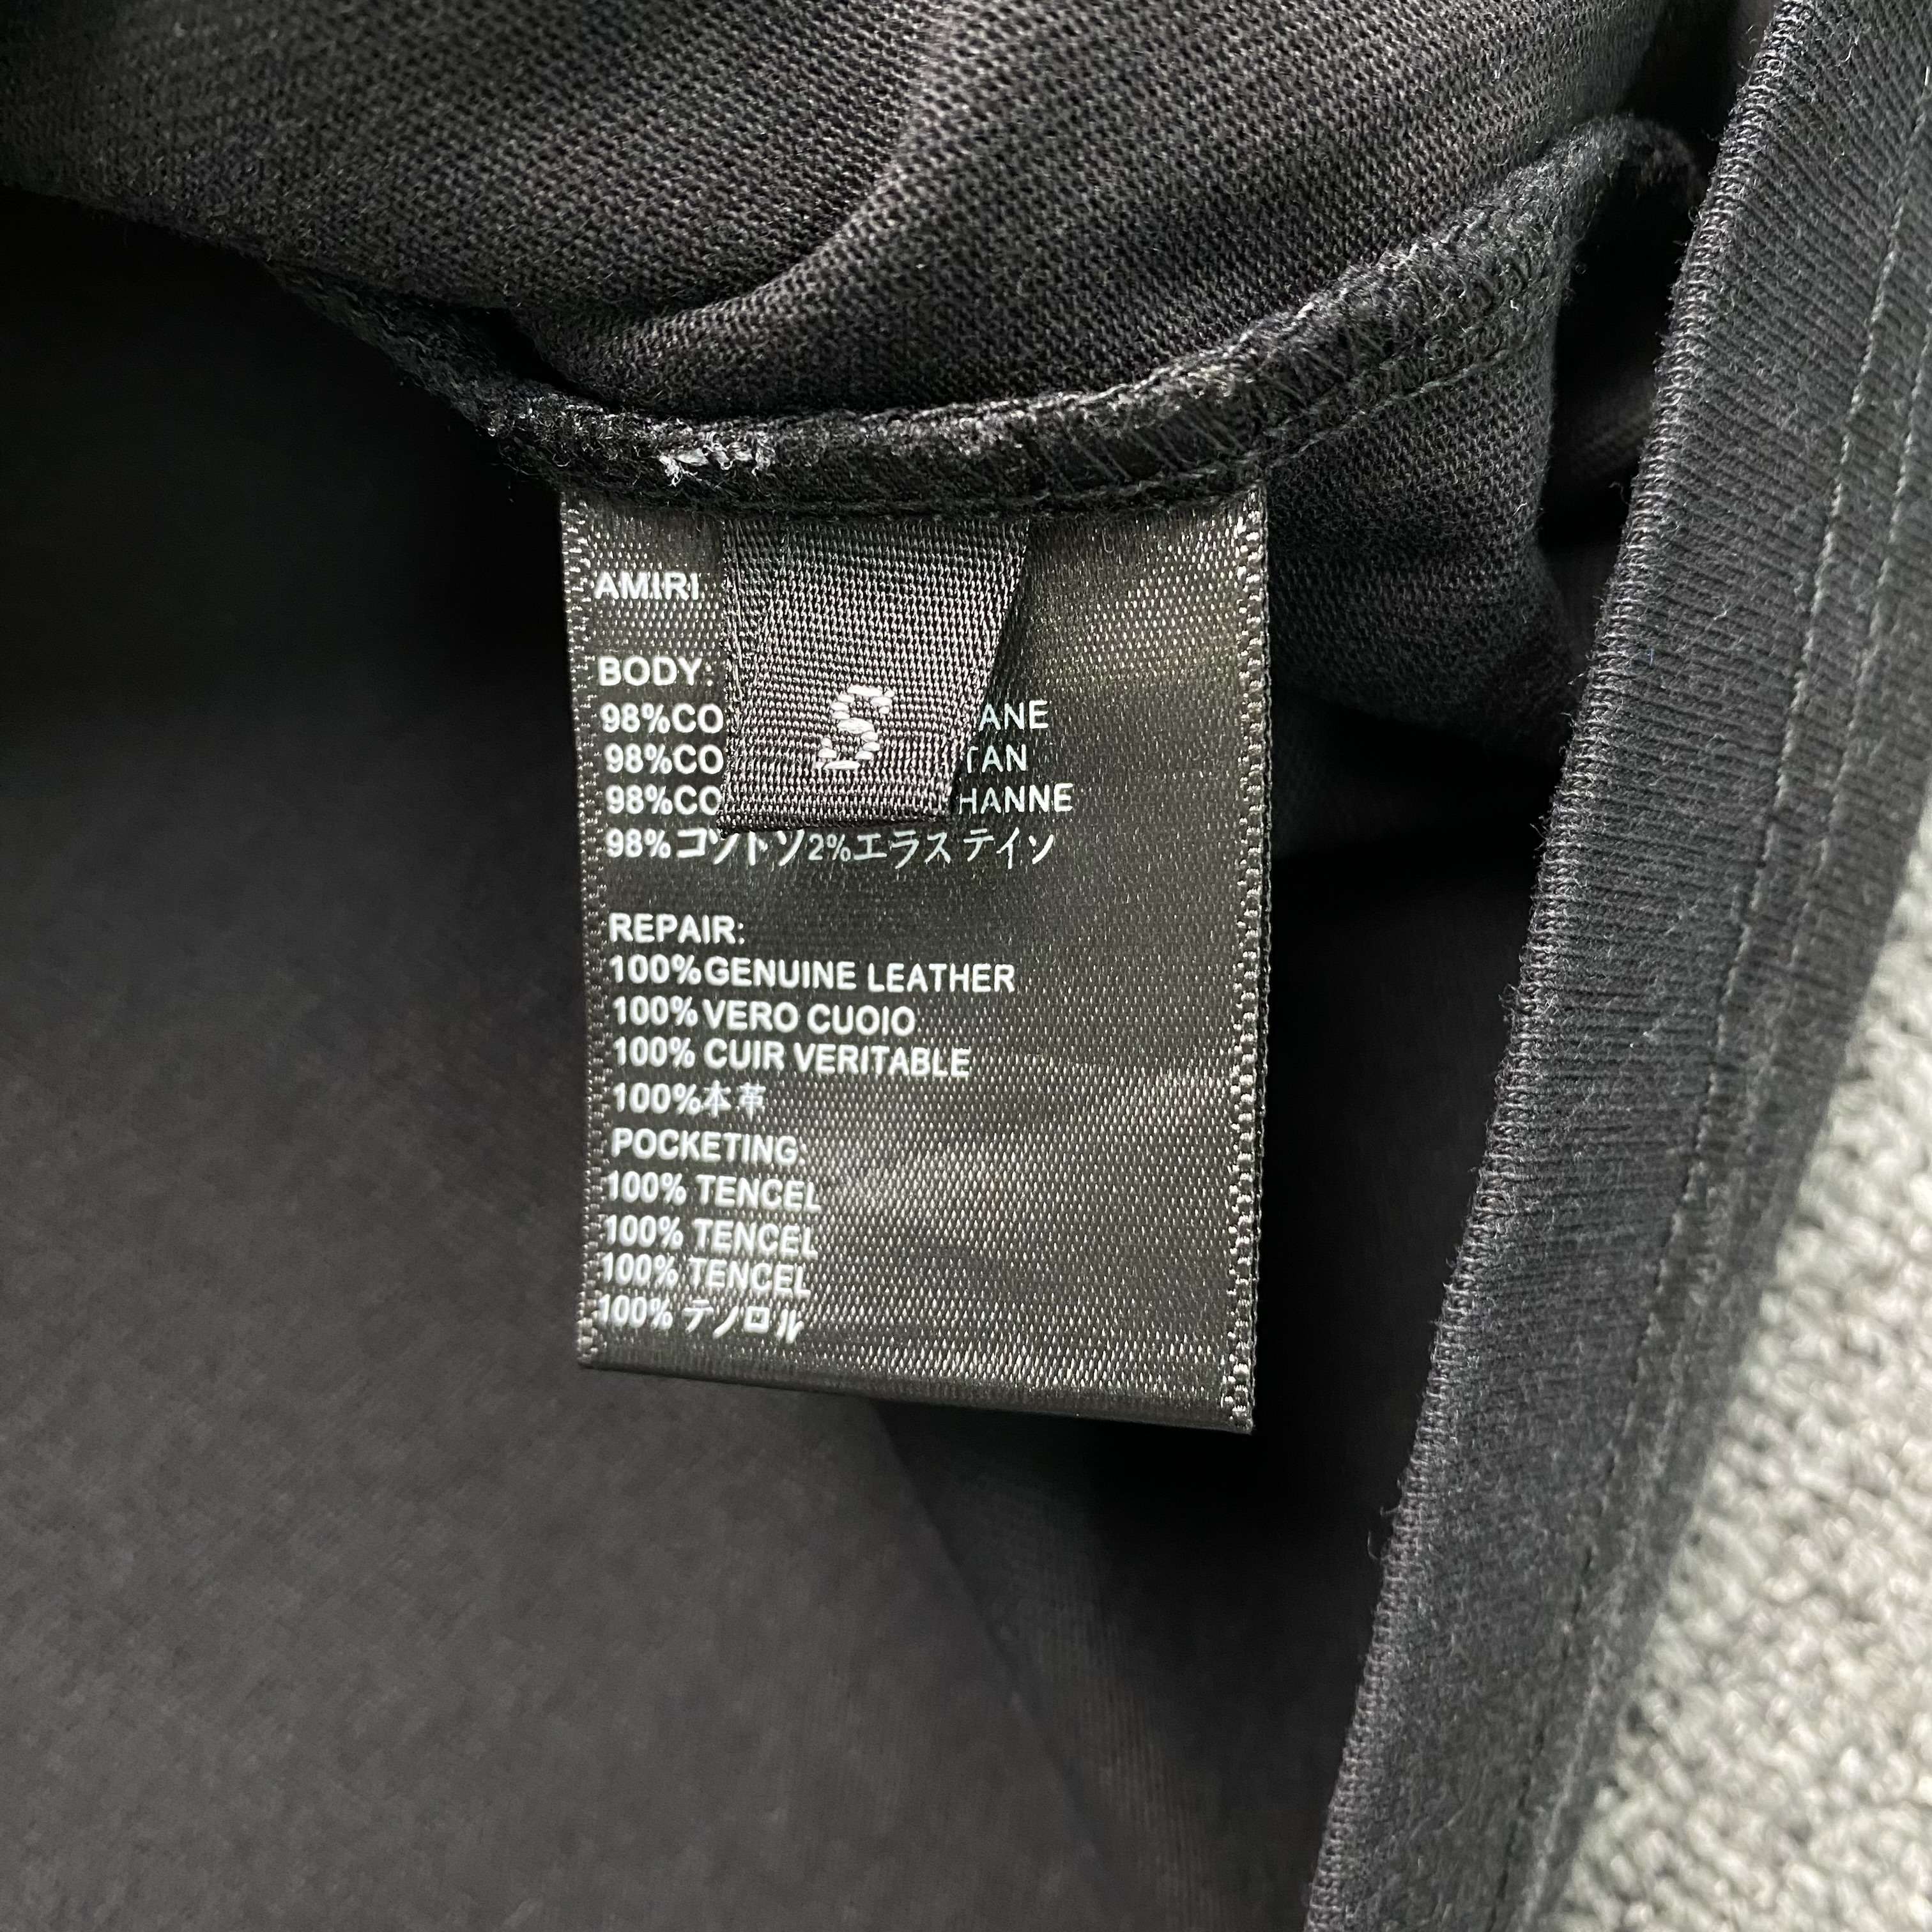 AMIRI
BODY:
98%CO ANE
98%CO TAN
98%CO HANNE
98%コツトソ2%エラステイソ
S
REPAIR:
100%GENUINE LEATHER
100%VERO CUOIO
100% CUIR VERITABLE
100%本革
POCKETING:
100% TENCEL
100% TENCEL
100% TENCEL
100% テノロル